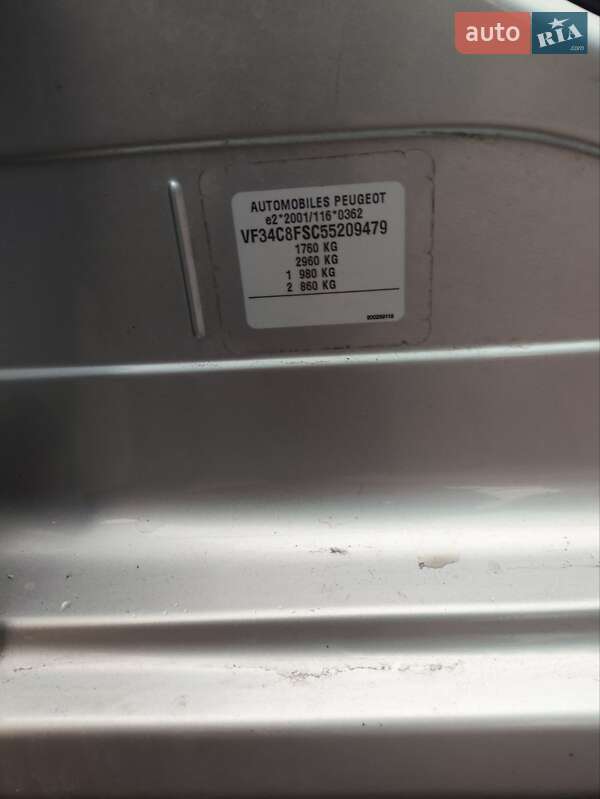 auto RIA
.com
AUTOMOBILES PEUGEOT
e2*2001/116*0362
VF34C8FSC55209479
1760 KG
2960 KG
1 980 KG
2 860 KG